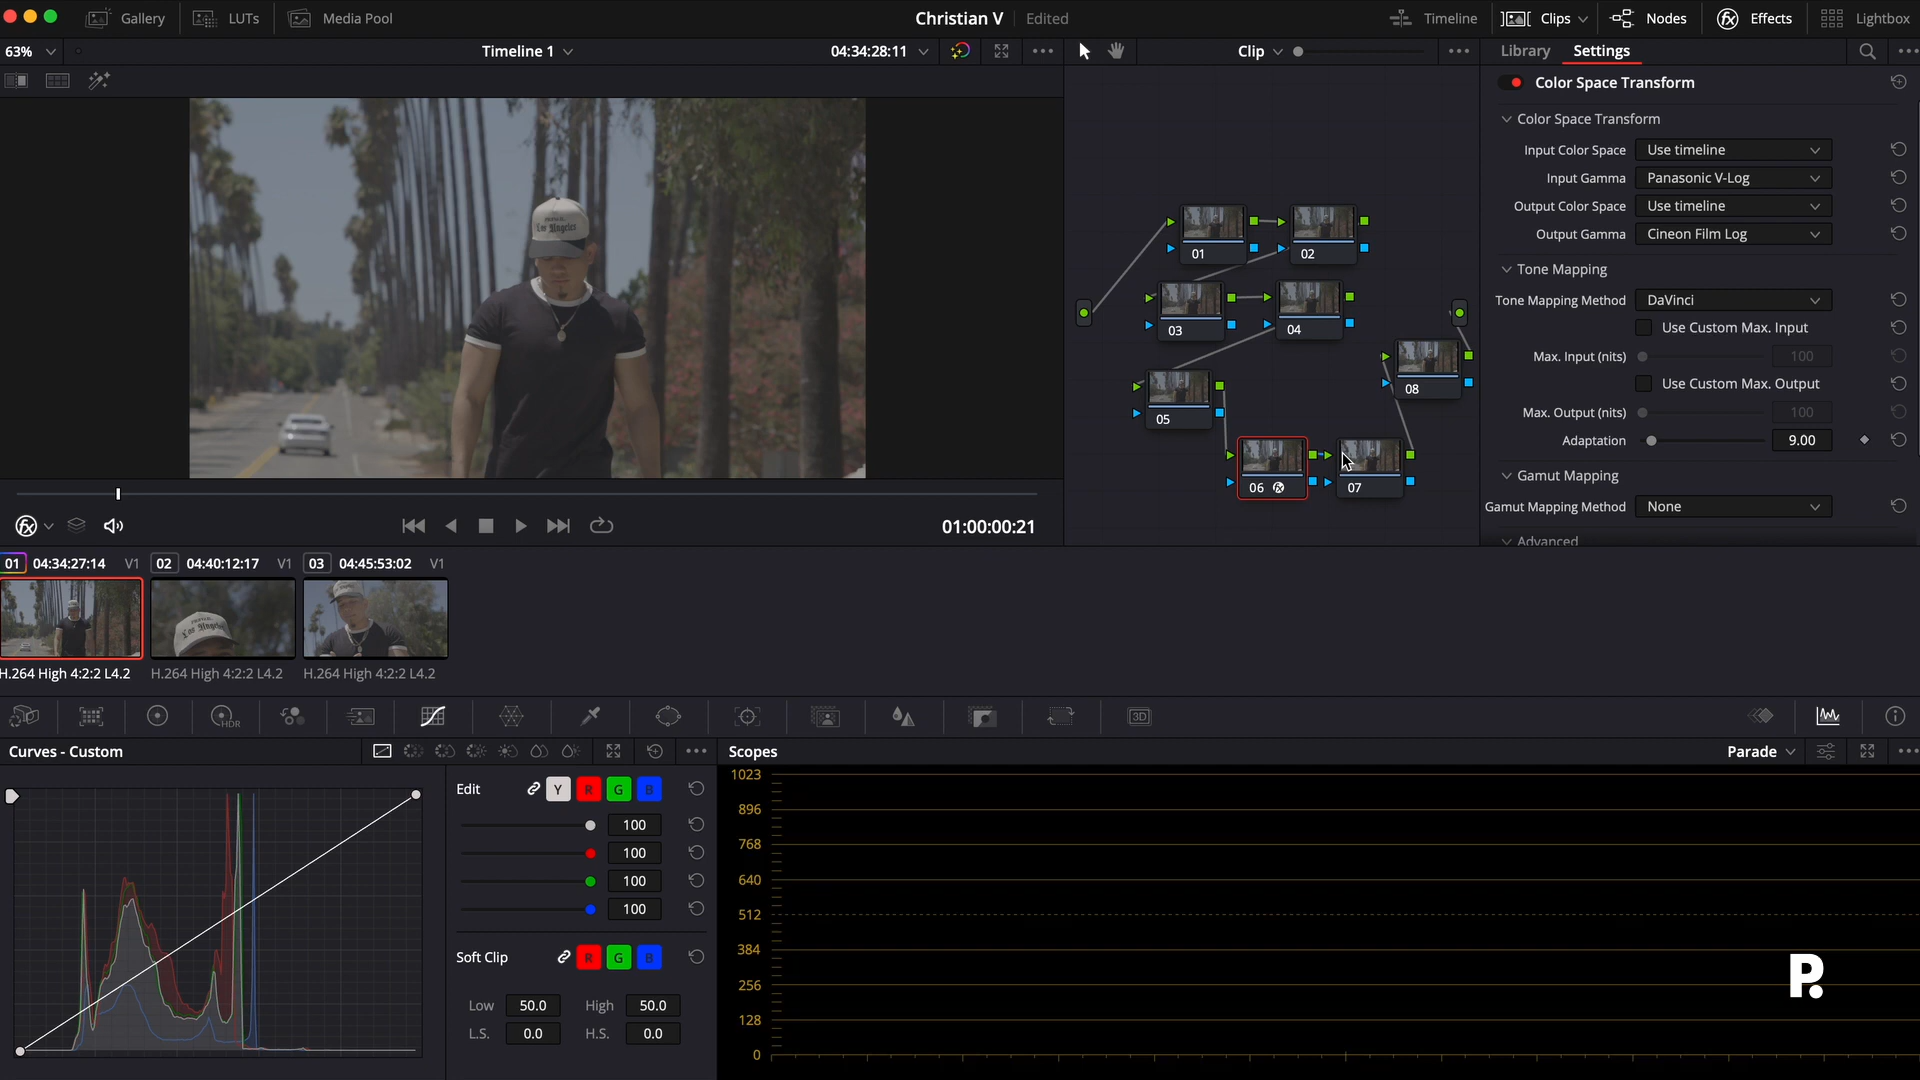 Gallery LUTs Media Pool Christian V Edited Timeline Clips Nodes Effects Lightbox
63% Timeline 1 04:34:28:11 Clip Library Settings
Color Space Transform
Color Space Transform
Input Color Space Use timeline
Input Gamma Panasonic V-Log
Output Color Space Use timeline
Output Gamma Cineon Film Log
Tone Mapping
Tone Mapping Method DaVinci
Use Custom Max. Input
Max. Input (nits) 100
Use Custom Max. Output
Max. Output (nits) 100
Adaptation 9.00
Gamut Mapping
Gamut Mapping Method None
Advanced
Los Angeles
01 02
03 04
05 08
06 07
01:00:00:21
01 04:34:27:14 V1 02 04:40:12:17 V1 03 04:45:53:02 V1
Los Angeles
H.264 High 4:2:2 L4.2 H.264 High 4:2:2 L4.2 H.264 High 4:2:2 L4.2
HDR 3D
Curves - Custom Scopes Parade
Edit Y R G B
100
100
100
100
Soft Clip R G B
Low 50.0 High 50.0
L.S. 0.0 H.S. 0.0
1023
896
768
640
512
384
256
128
0
P.